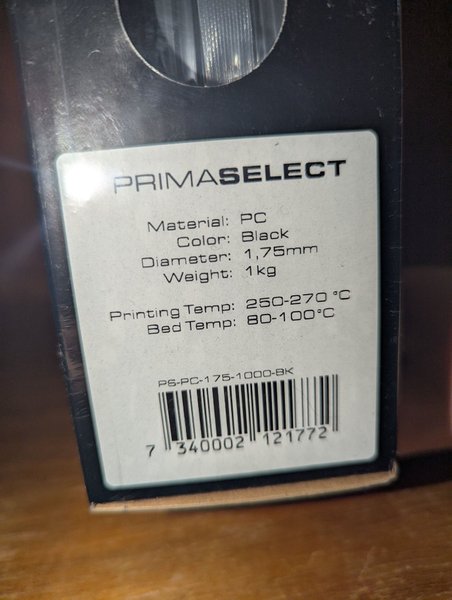 PRIMASELECT
Material: PC
Color: Black
Diameter: 1,75mm
Weight: 1kg
Printing Temp: 250-270 °C
Bed Temp: 80-100°C
PS-PC-175-1000-BK
7 340002 121772